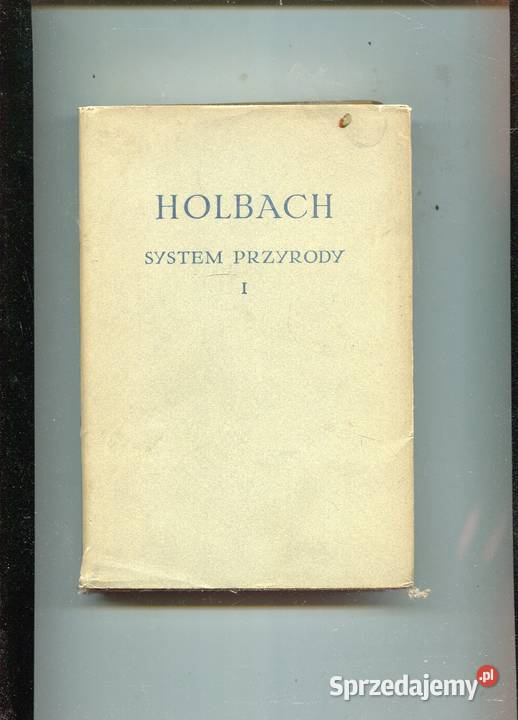 HOLBACH
SYSTEM PRZYRODY
I
Sprzedajemy.pl